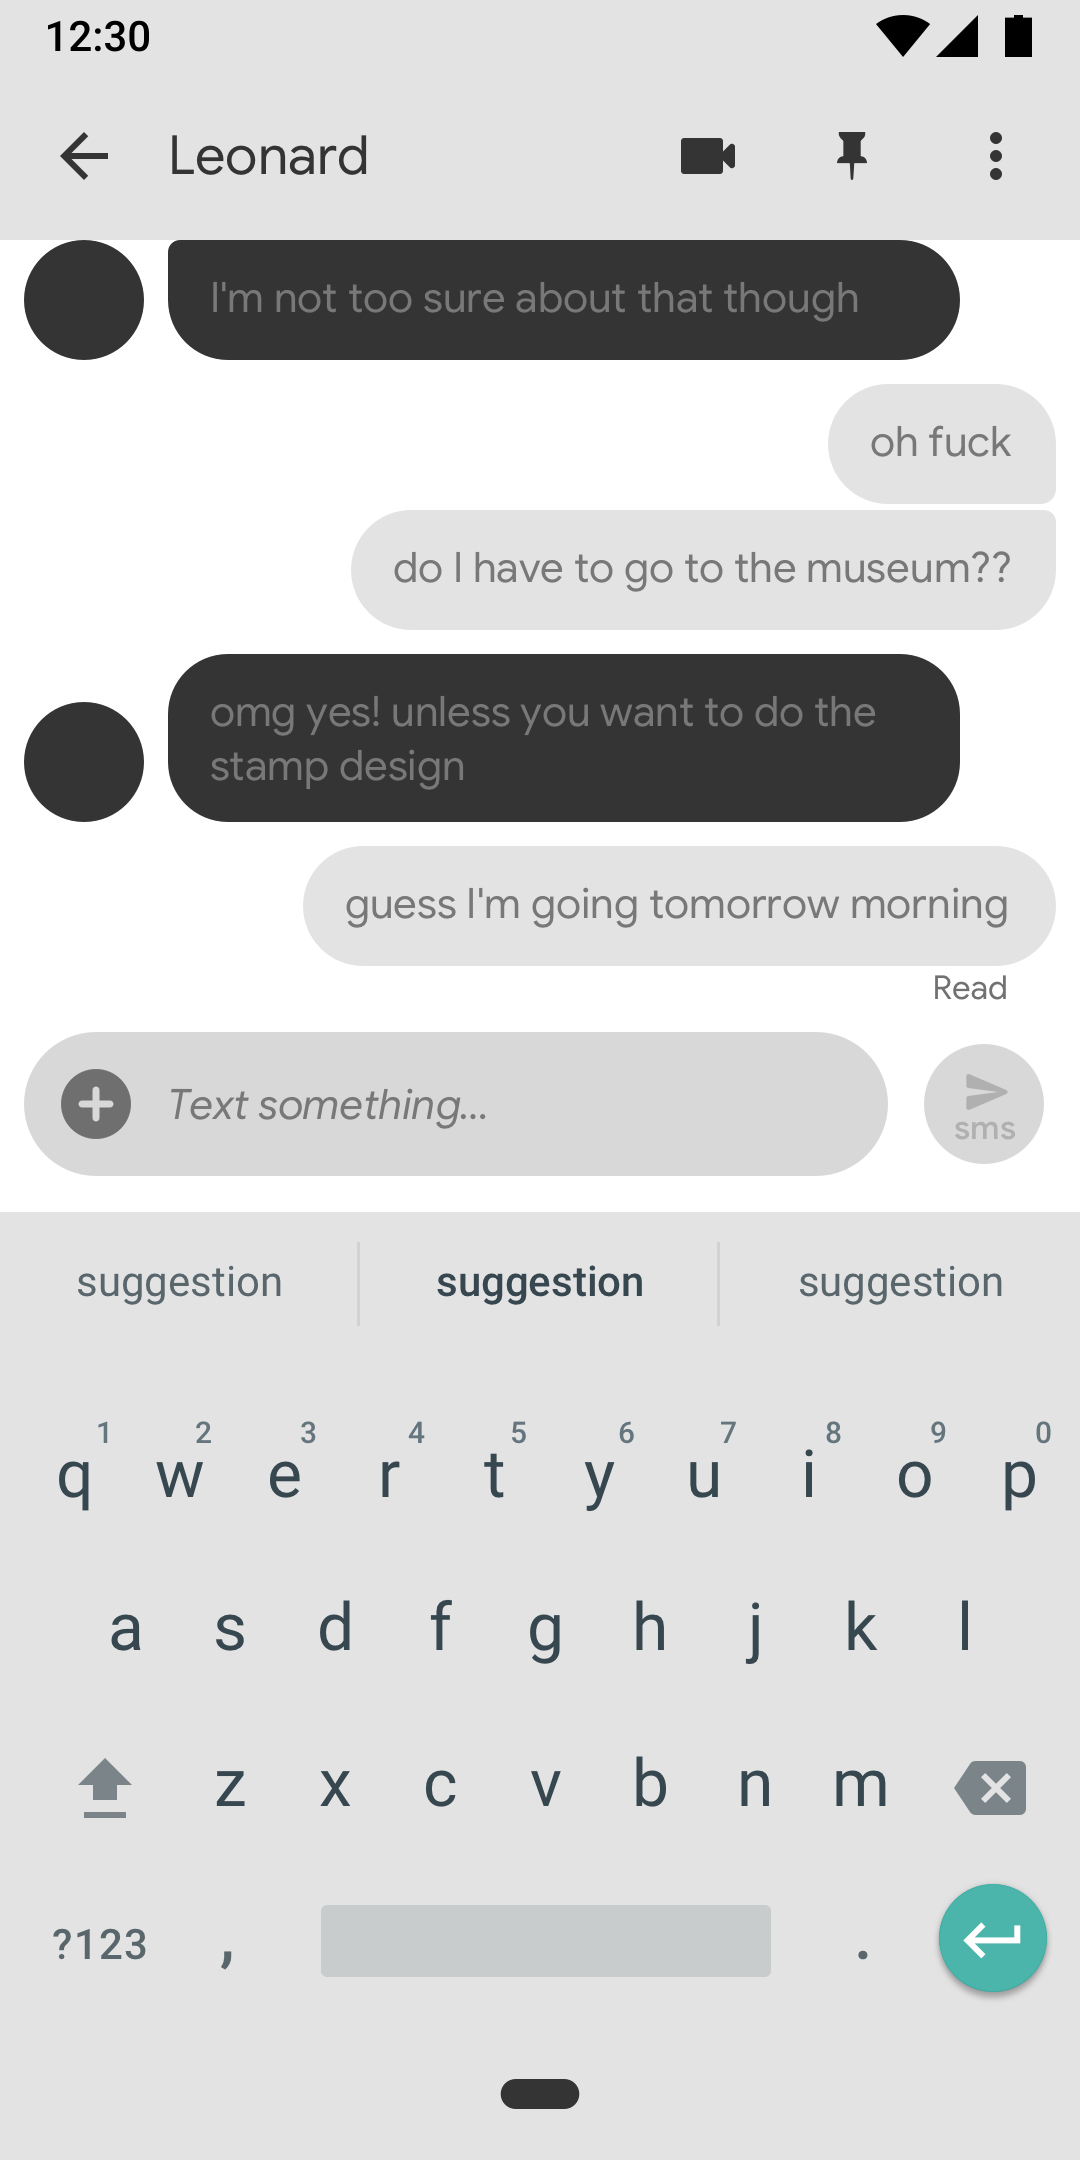 12:30
Leonard
I'm not too sure about that though
oh fuck
do I have to go to the museum??
omg yes! unless you want to do the
stamp design
guess I'm going tomorrow morning
Read
Text something...
sms
suggestion suggestion suggestion
1 2 3 4 5 6 7 8 9 0
q w e r t y u i o p
a s d f g h j k l
z x c v b n m
?123 , .